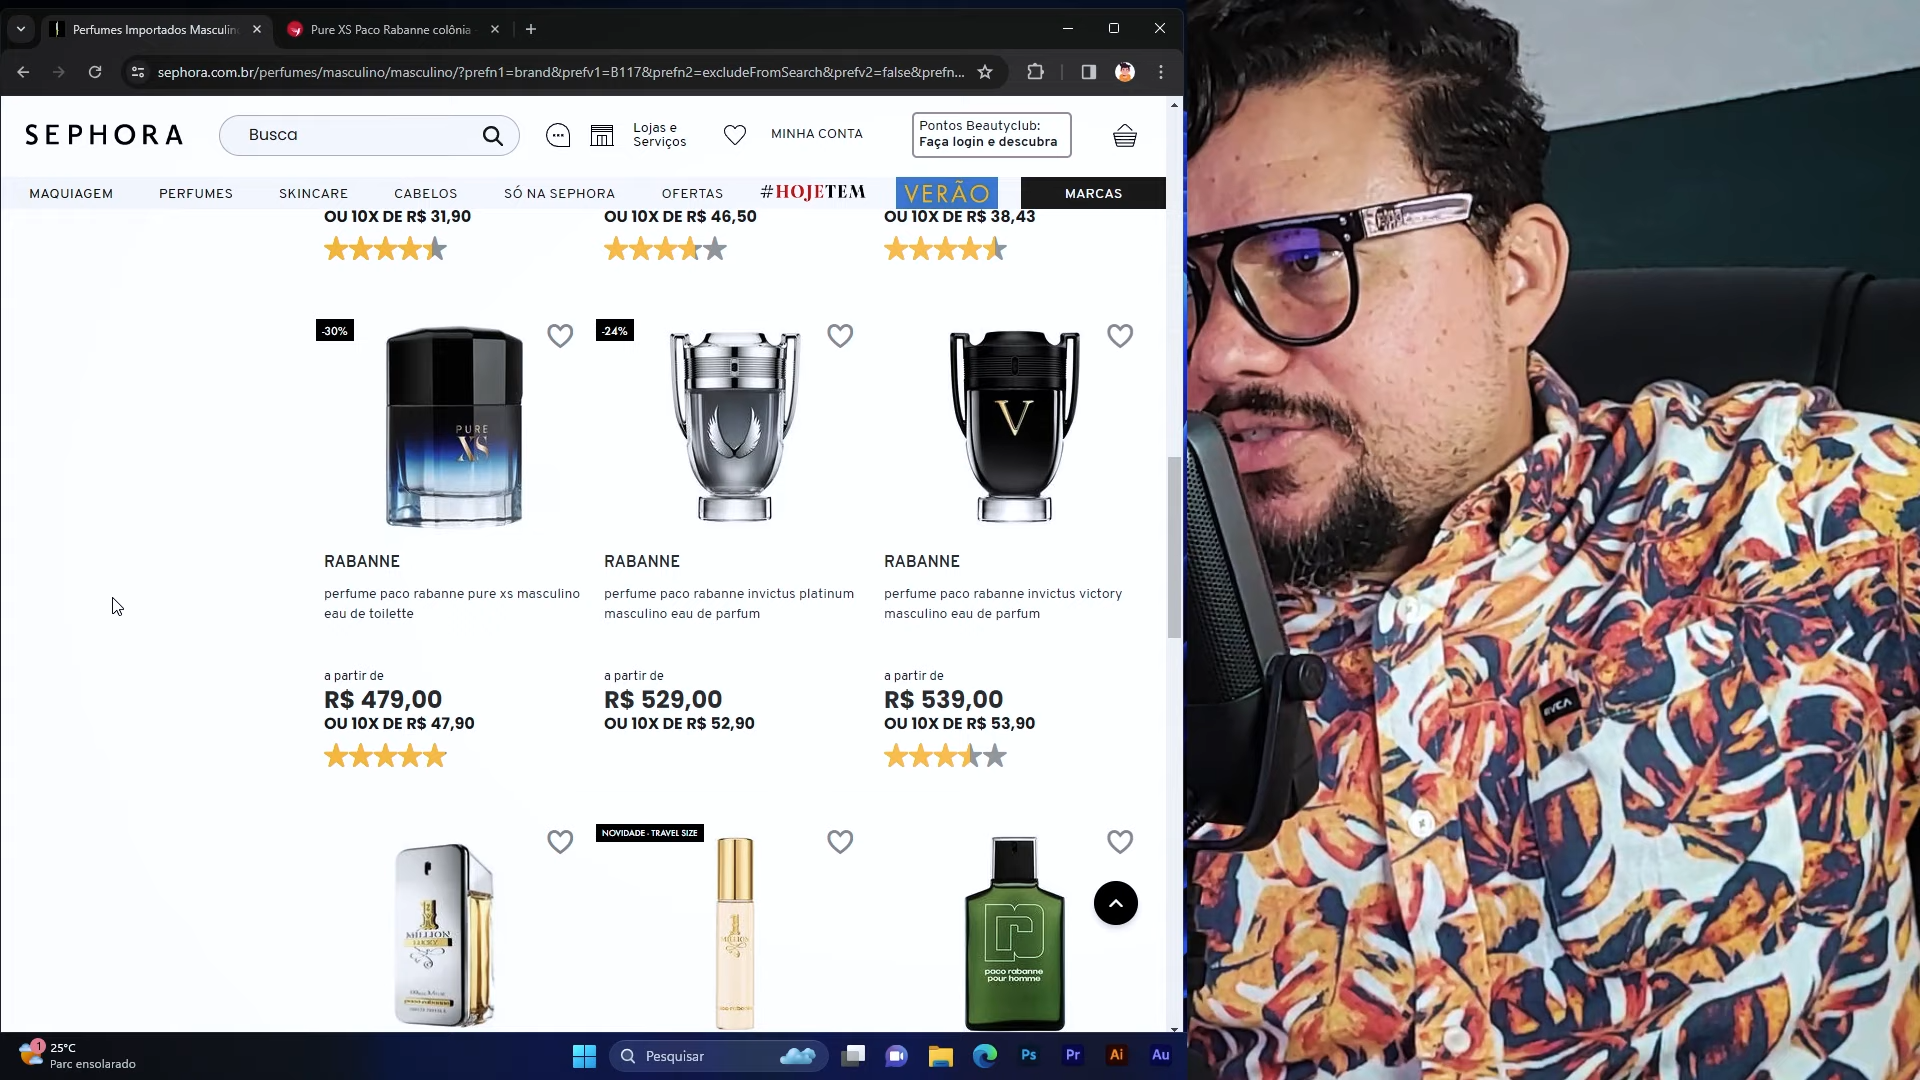 Perfumes Importados Masculin
Pure XS Paco Rabanne colônia
sephora.com.br/perfumes/masculino/masculino/?prefn1=brand&prefv1=B117&prefn2=excludeFromSearch&prefv2=false&prefn...
SEPHORA
Busca
Lojas e
Serviços
MINHA CONTA
Pontos Beautyclub:
Faça login e descubra
MAQUIAGEM PERFUMES SKINCARE CABELOS SÓ NA SEPHORA OFERTAS #HOJETEM VERÃO MARCAS
OU 10X DE R$ 31,90
OU 10X DE R$ 46,50
OU 10X DE R$ 38,43
-30%
-24%
PURE
XS
V
RABANNE
perfume paco rabanne pure xs masculino
eau de toilette
a partir de
R$ 479,00
OU 10X DE R$ 47,90
RABANNE
perfume paco rabanne invictus platinum
masculino eau de parfum
a partir de
R$ 529,00
OU 10X DE R$ 52,90
RABANNE
perfume paco rabanne invictus victory
masculino eau de parfum
a partir de
R$ 539,00
OU 10X DE R$ 53,90
NOVIDADE - TRAVEL SIZE
1
MILLION
LUCKY
1
MILLION
paco rabanne
pour homme
EVCA
1
25°C
Parc ensolarado
Pesquisar
Ps
Pr
Ai
Au